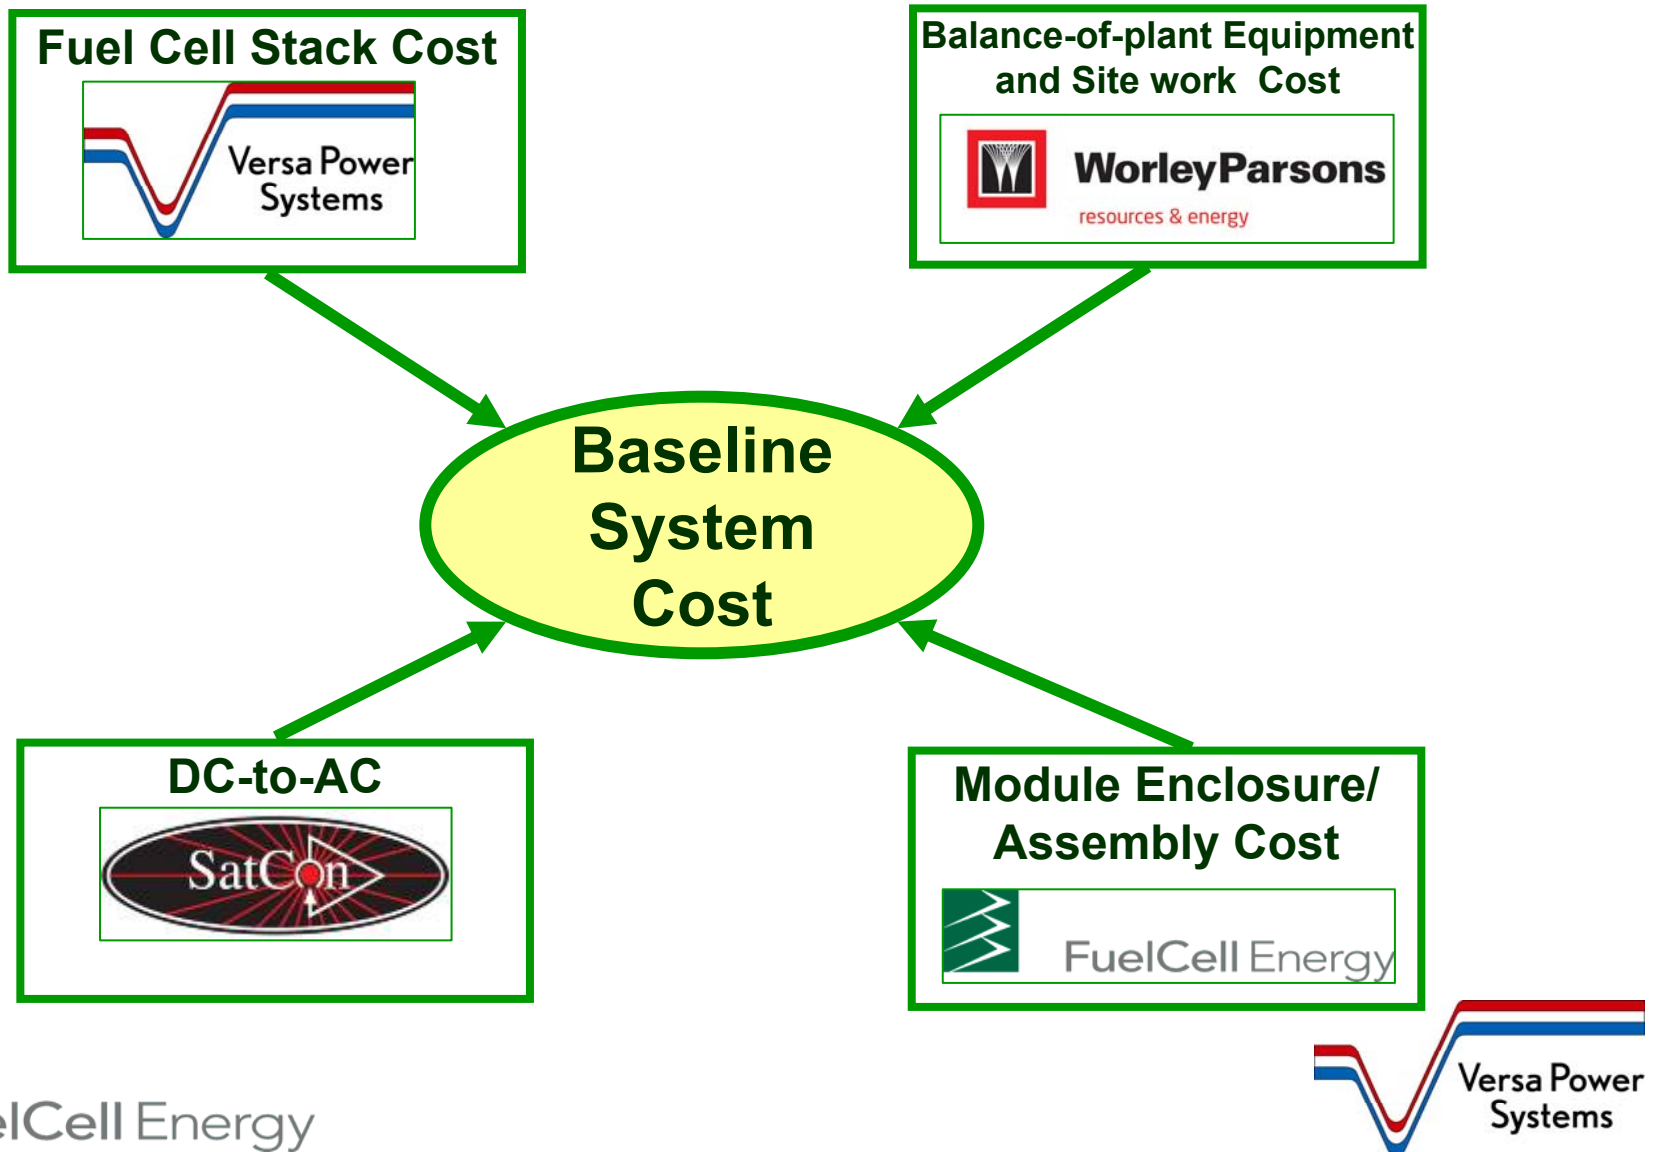 Fuel Cell Stack Cost
Versa Power
Systems
Balance-of-plant Equipment
and Site work Cost
WorleyParsons
resources & energy
Baseline
System
Cost
DC-to-AC
SatCon
Module Enclosure/
Assembly Cost
FuelCell Energy
elCell Energy
Versa Power
Systems